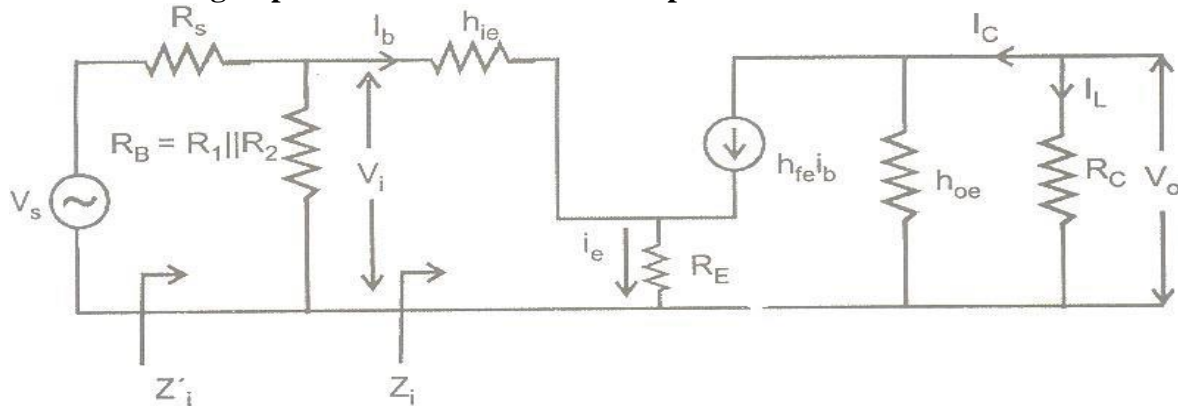 R_s
I_b
h_ie
I_C
I_L
R_B = R_1||R_2
V_i
h_fe i_b
h_oe
R_C
V_o
V_s
i_e
R_E
Z'_i
Z_i